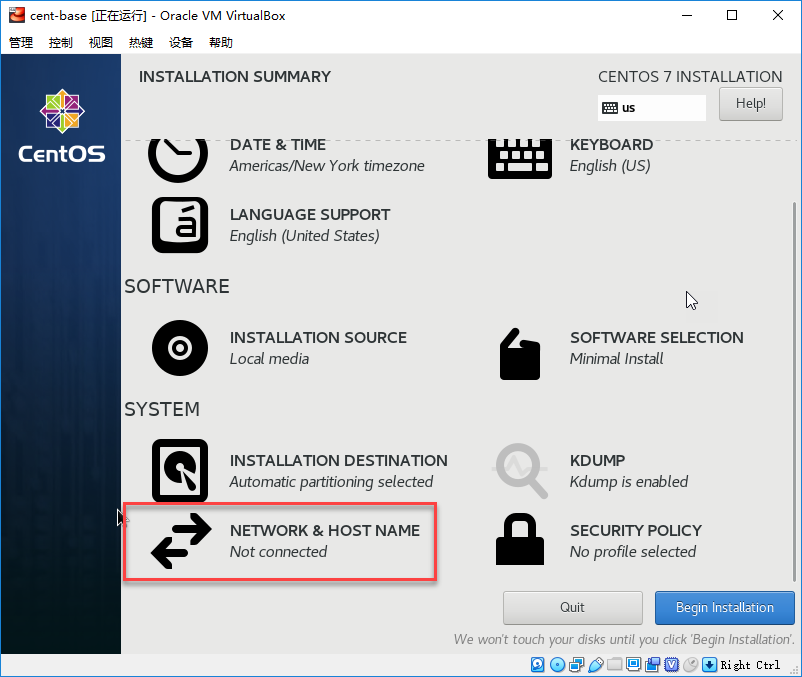 cent-base [正在运行] - Oracle VM VirtualBox
管理 控制 视图 热键 设备 帮助
INSTALLATION SUMMARY
CENTOS 7 INSTALLATION
us
Help!
CentOS
DATE & TIME
Americas/New York timezone
KEYBOARD
English (US)
LANGUAGE SUPPORT
English (United States)
SOFTWARE
INSTALLATION SOURCE
Local media
SOFTWARE SELECTION
Minimal Install
SYSTEM
INSTALLATION DESTINATION
Automatic partitioning selected
KDUMP
Kdump is enabled
NETWORK & HOST NAME
Not connected
SECURITY POLICY
No profile selected
Quit
Begin Installation
We won't touch your disks until you click 'Begin Installation'.
Right Ctrl